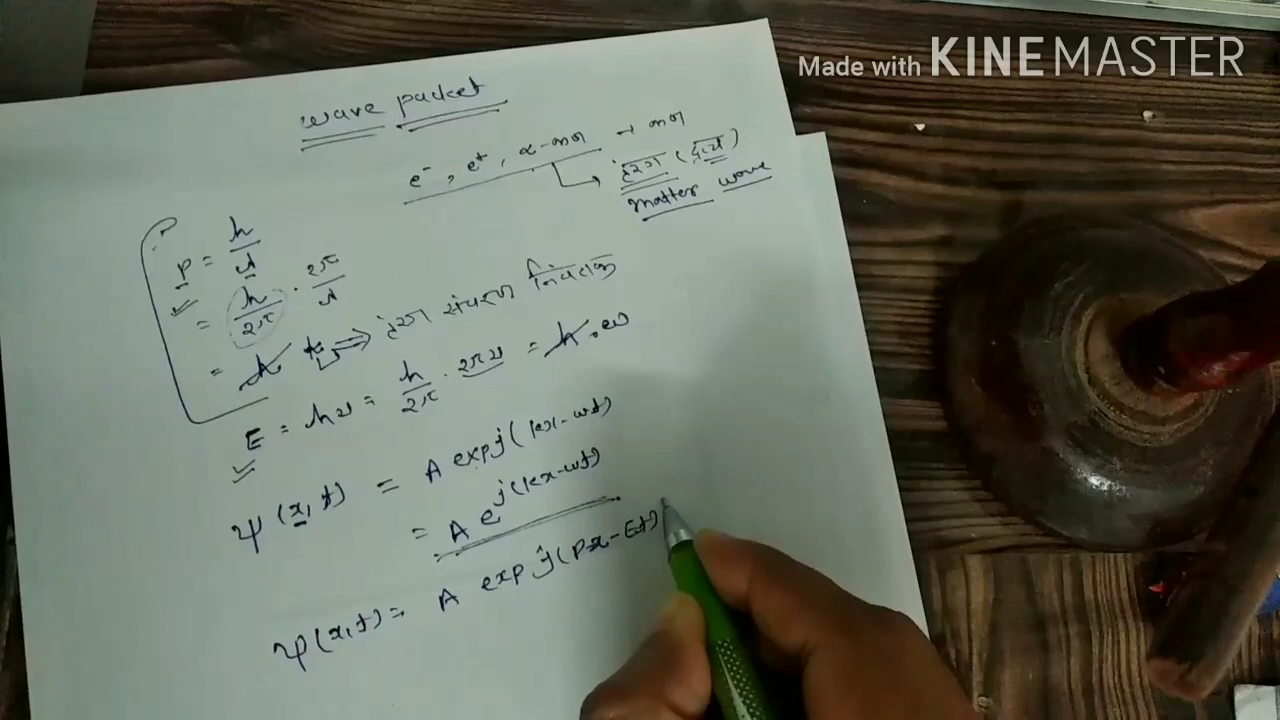 Made with KINEMASTER
wave packet
e⁻, e⁺, α-कण → कण
तरंग (द्रव्य)
matter wave
p = h/λ
= h/2π · 2π/λ
= ħ k ⇒ तरंग संचरण नियतांक
E = hν = h/2π · 2πν = ħ.ω
ψ(x,t) = A exp j(kx-ωt)
= A e^j(kx-ωt)
ψ(x,t) = A exp j(px-Et)